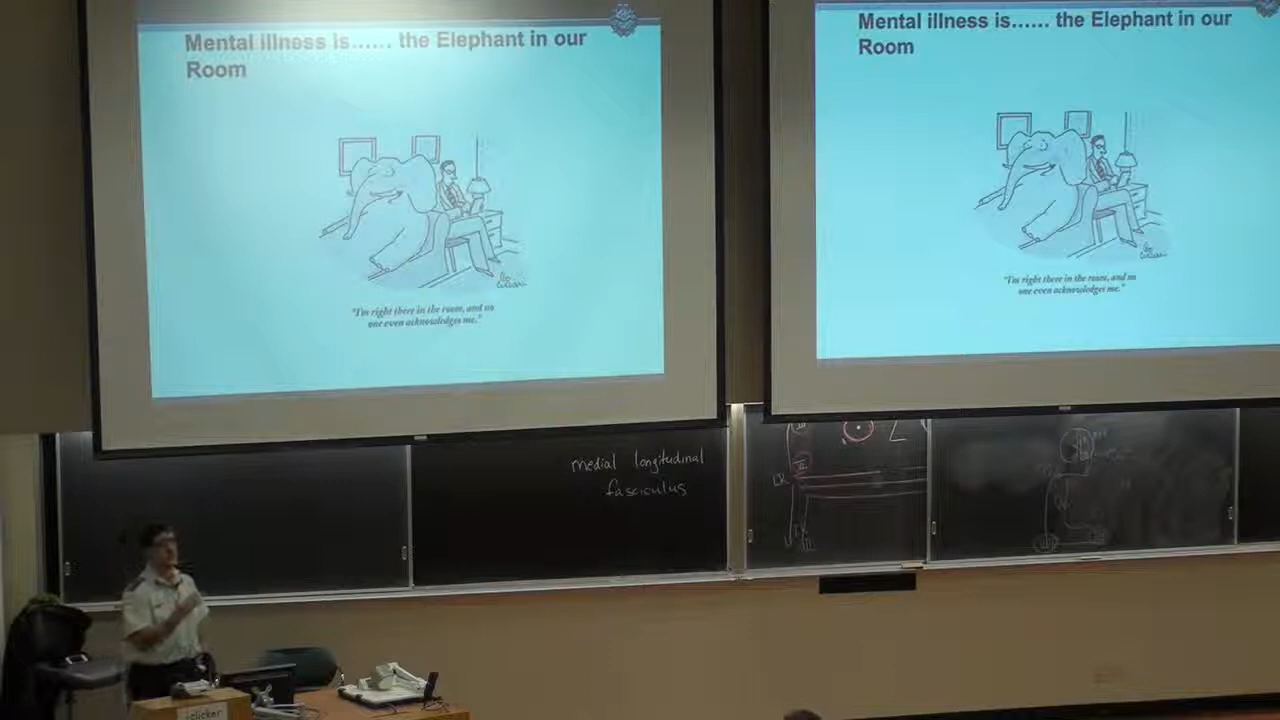 Mental illness is...... the Elephant in our
Room
"I'm right there in the room, and no
one even acknowledges me."
Mental illness is...... the Elephant in our
Room
"I'm right there in the room, and no
one even acknowledges me."
medial longitudinal
fasciculus
iclicker